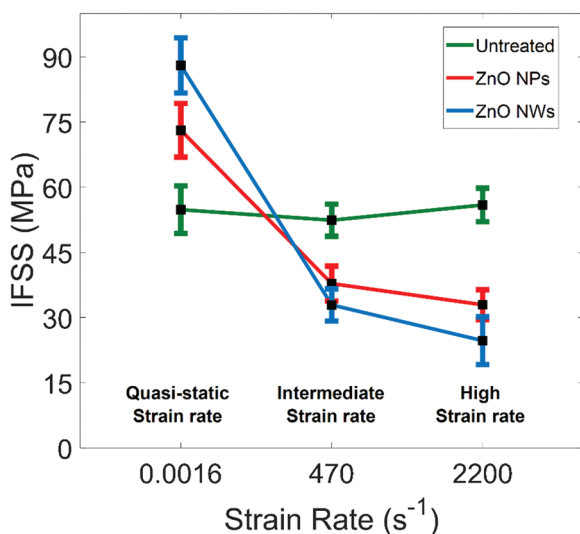 90
75
60
45
30
15
0
IFSS (MPa)
Untreated
ZnO NPs
ZnO NWs
Quasi-static
Strain rate
Intermediate
Strain rate
High
Strain rate
0.0016
470
2200
Strain Rate (s⁻¹)